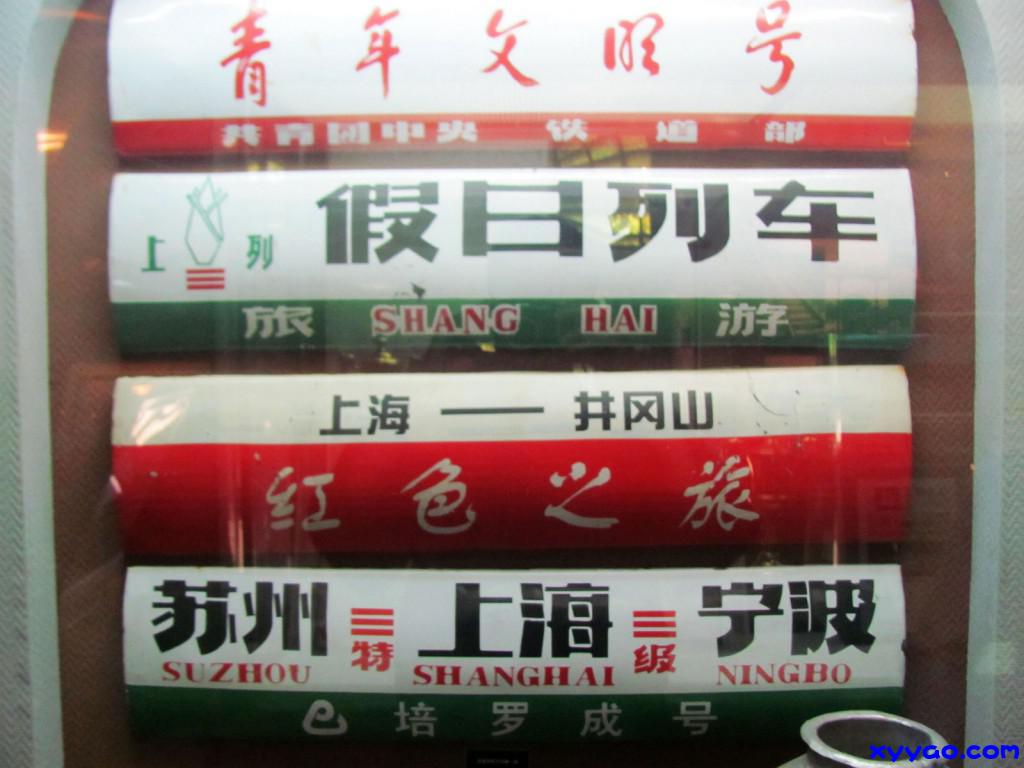 青年文明号
共青团中央 铁道部
上列 假日列车
旅 SHANG HAI 游
上海 —— 井冈山
红色之旅
苏州 特 上海 级 宁波
SUZHOU SHANGHAI NINGBO
巴培罗成号
xyyao.com